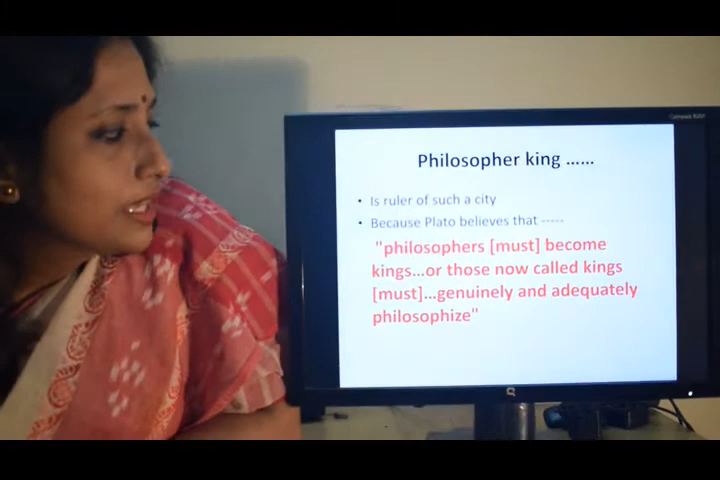 Philosopher king ......
• Is ruler of such a city
• Because Plato believes that -----
"philosophers [must] become
kings...or those now called kings
[must]...genuinely and adequately
philosophize"